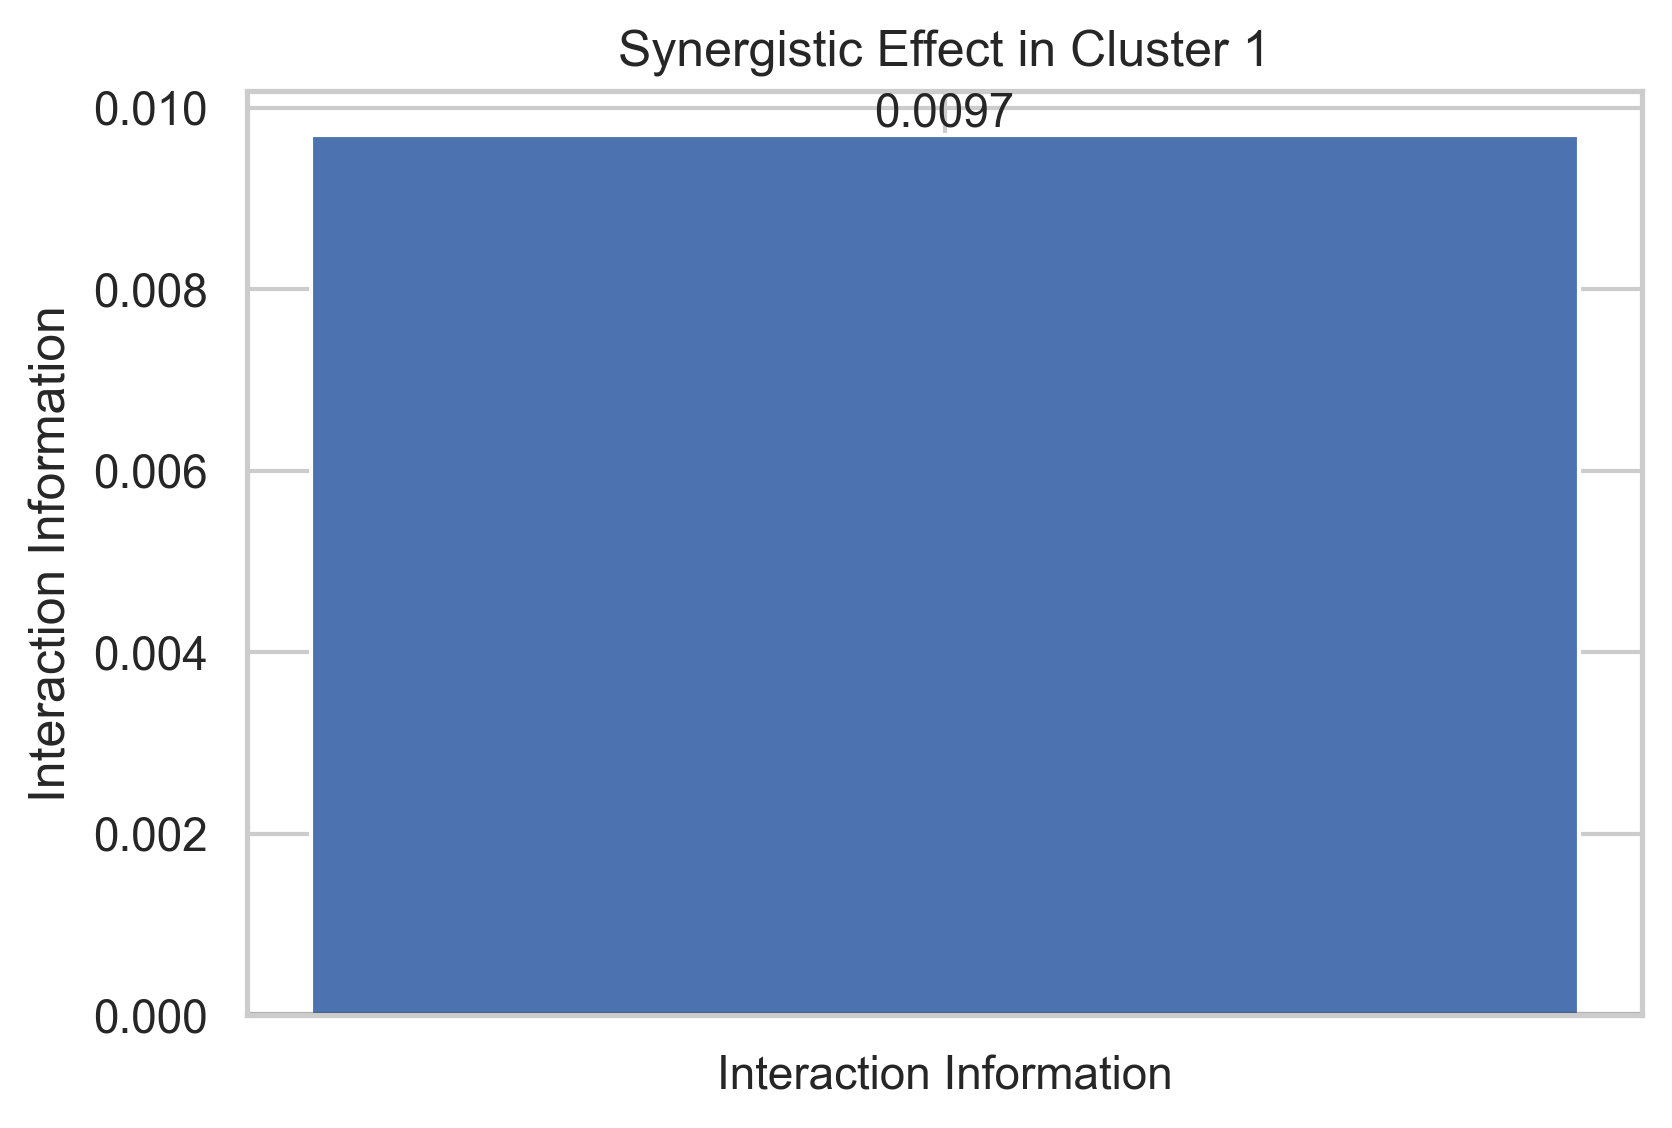 Synergistic Effect in Cluster 1
0.0097
0.010
0.008
0.006
0.004
0.002
0.000
Interaction Information
Interaction Information